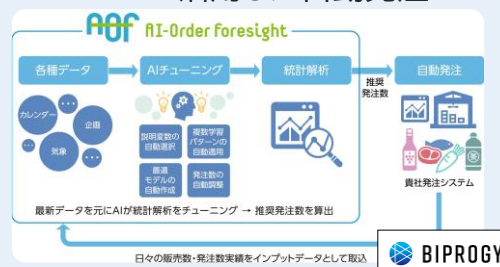 AOF AI-Order foresight
各種データ
AIチューニング
統計解析
推奨
発注数
自動発注
カレンダー
企画
気象
説明変数の
自動選択
複数学習
パターンの
自動適用
最適
モデルの
自動作成
発注数の
自動調整
貴社発注システム
最新データを元にAIが統計解析をチューニング → 推奨発注数を算出
日々の販売数・発注数実績をインプットデータとして取込
BIPROGY